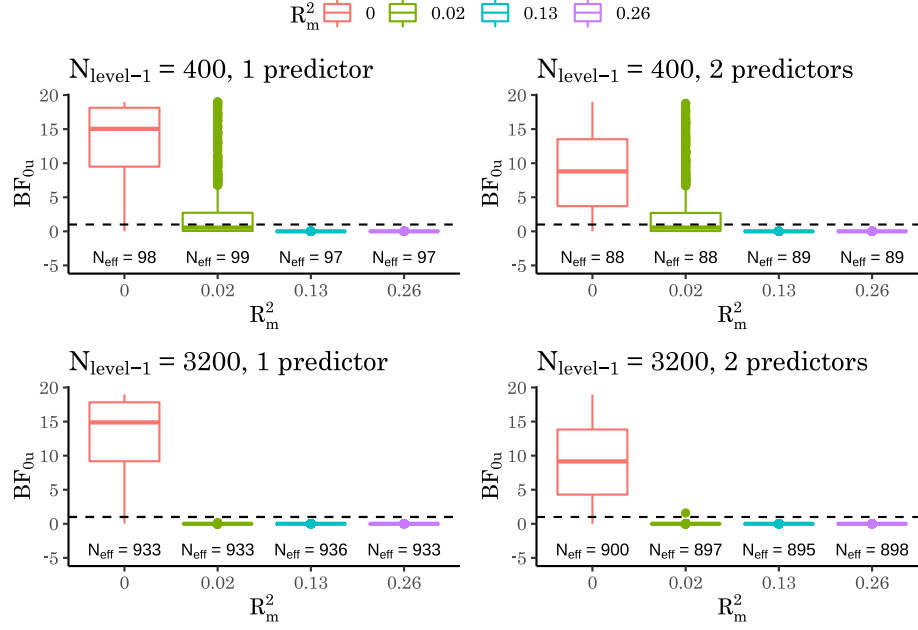 R²m 0 0.02 0.13 0.26
Nlevel−1 = 400, 1 predictor
BF0u
20
15
10
5
0
-5
Neff = 98 Neff = 99 Neff = 97 Neff = 97
0 0.02 0.13 0.26
R²m
Nlevel−1 = 400, 2 predictors
BF0u
20
15
10
5
0
-5
Neff = 88 Neff = 88 Neff = 89 Neff = 89
0 0.02 0.13 0.26
R²m
Nlevel−1 = 3200, 1 predictor
BF0u
20
15
10
5
0
-5
Neff = 933 Neff = 933 Neff = 936 Neff = 933
0 0.02 0.13 0.26
R²m
Nlevel−1 = 3200, 2 predictors
BF0u
20
15
10
5
0
-5
Neff = 900 Neff = 897 Neff = 895 Neff = 898
0 0.02 0.13 0.26
R²m